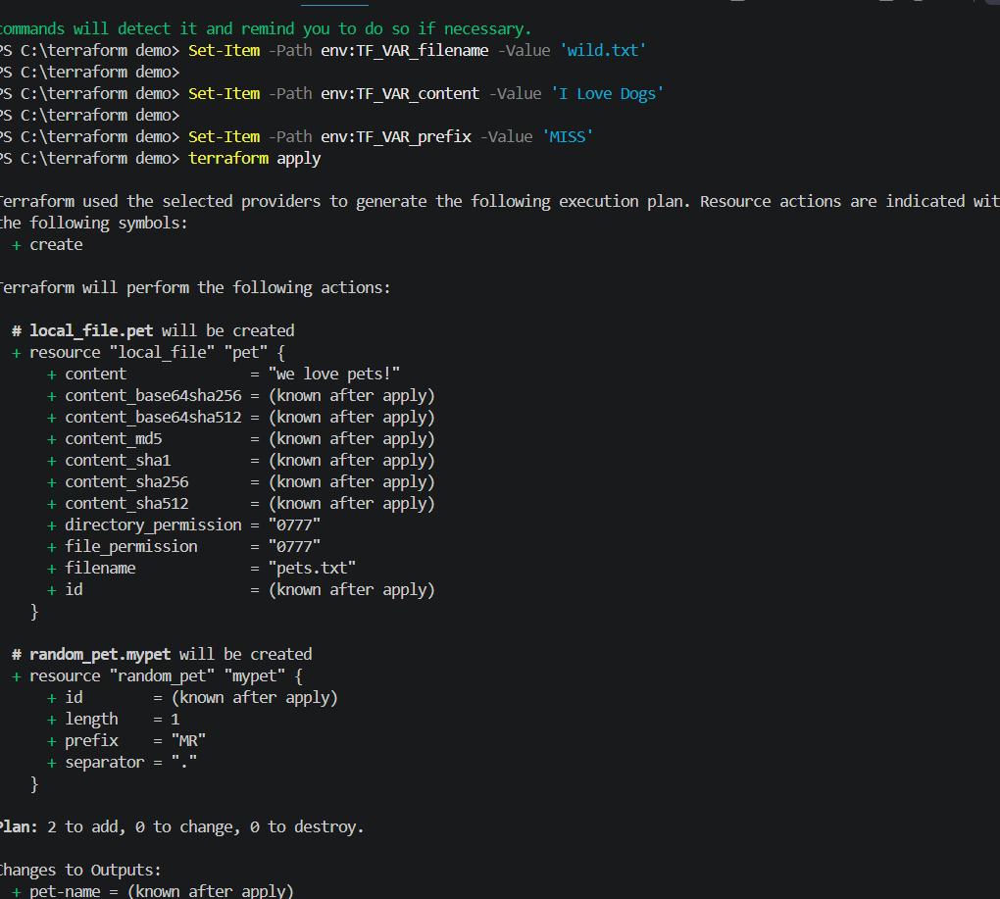 commands will detect it and remind you to do so if necessary.
PS C:\terraform demo> Set-Item -Path env:TF_VAR_filename -Value 'wild.txt'
PS C:\terraform demo>
PS C:\terraform demo> Set-Item -Path env:TF_VAR_content -Value 'I Love Dogs'
PS C:\terraform demo>
PS C:\terraform demo> Set-Item -Path env:TF_VAR_prefix -Value 'MISS'
PS C:\terraform demo> terraform apply
Terraform used the selected providers to generate the following execution plan. Resource actions are indicated wit
the following symbols:
+ create
Terraform will perform the following actions:
# local_file.pet will be created
+ resource "local_file" "pet" {
+ content = "we love pets!"
+ content_base64sha256 = (known after apply)
+ content_base64sha512 = (known after apply)
+ content_md5 = (known after apply)
+ content_sha1 = (known after apply)
+ content_sha256 = (known after apply)
+ content_sha512 = (known after apply)
+ directory_permission = "0777"
+ file_permission = "0777"
+ filename = "pets.txt"
+ id = (known after apply)
}
# random_pet.mypet will be created
+ resource "random_pet" "mypet" {
+ id = (known after apply)
+ length = 1
+ prefix = "MR"
+ separator = "."
}
Plan: 2 to add, 0 to change, 0 to destroy.
Changes to Outputs:
+ pet-name = (known after apply)